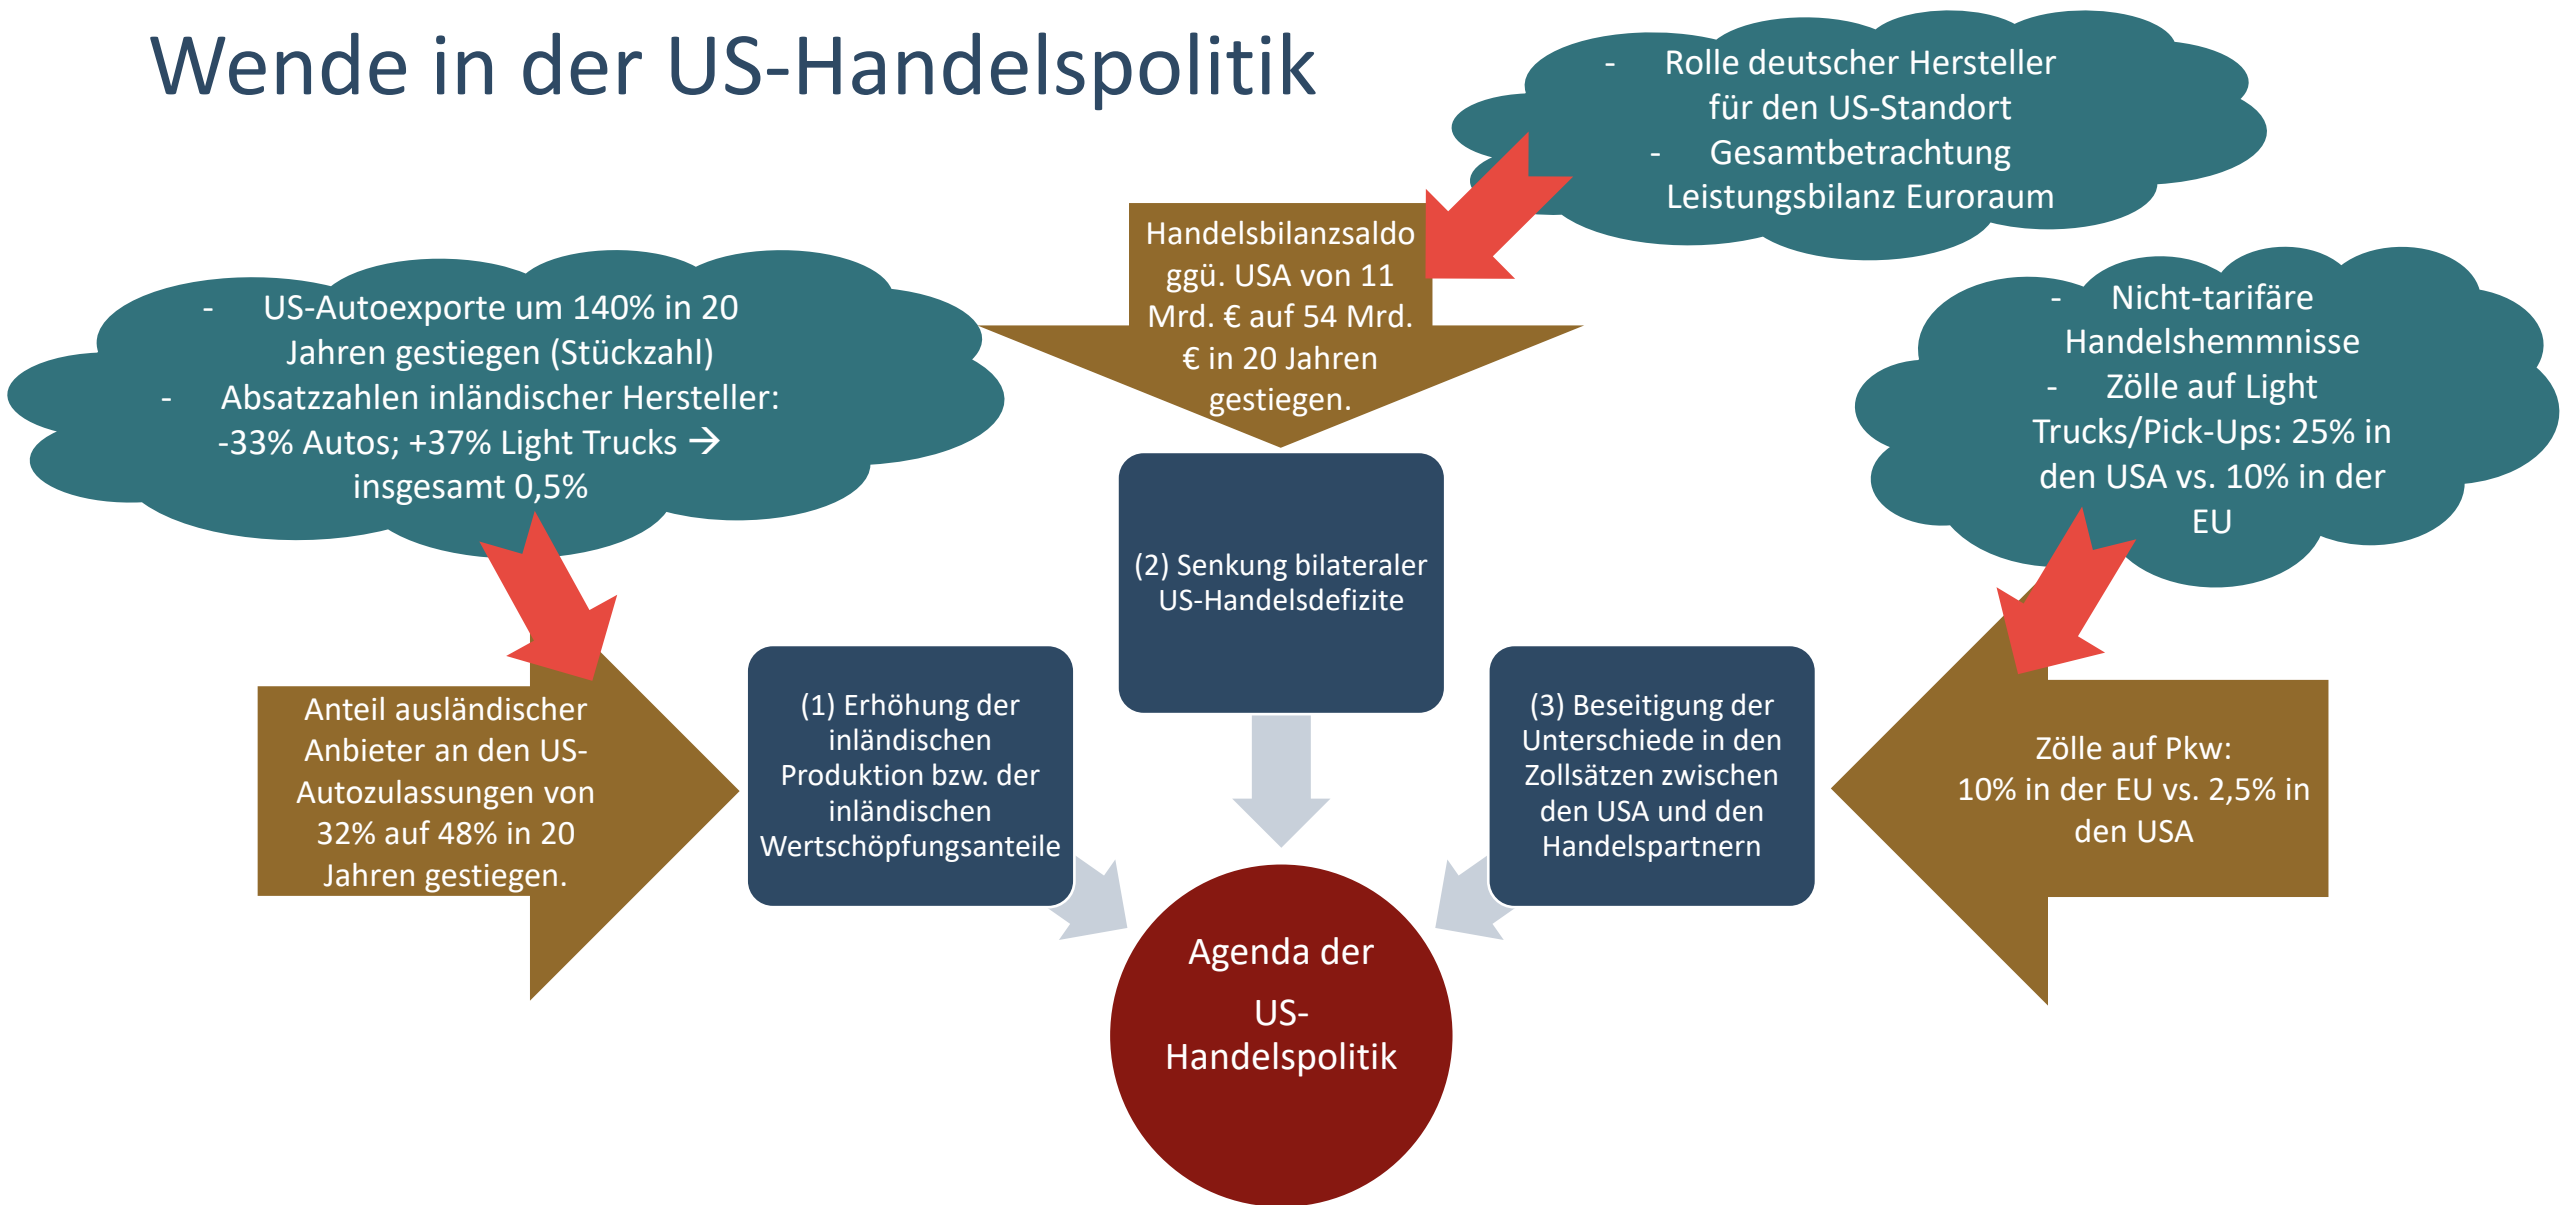 Wende in der US-Handelspolitik
- Rolle deutscher Hersteller
für den US-Standort
- Gesamtbetrachtung
Leistungsbilanz Euroraum
Handelsbilanzsaldo
ggü. USA von 11
Mrd. € auf 54 Mrd.
€ in 20 Jahren
gestiegen.
- US-Autoexporte um 140% in 20
Jahren gestiegen (Stückzahl)
- Absatzzahlen inländischer Hersteller:
-33% Autos; +37% Light Trucks →
insgesamt 0,5%
- Nicht-tarifäre
Handelshemmnisse
- Zölle auf Light
Trucks/Pick-Ups: 25% in
den USA vs. 10% in der
EU
Anteil ausländischer
Anbieter an den US-
Autozulassungen von
32% auf 48% in 20
Jahren gestiegen.
(1) Erhöhung der
inländischen
Produktion bzw. der
inländischen
Wertschöpfungsanteile
(2) Senkung bilateraler
US-Handelsdefizite
(3) Beseitigung der
Unterschiede in den
Zollsätzen zwischen
den USA und den
Handelspartnern
Zölle auf Pkw:
10% in der EU vs. 2,5% in
den USA
Agenda der
US-
Handelspolitik